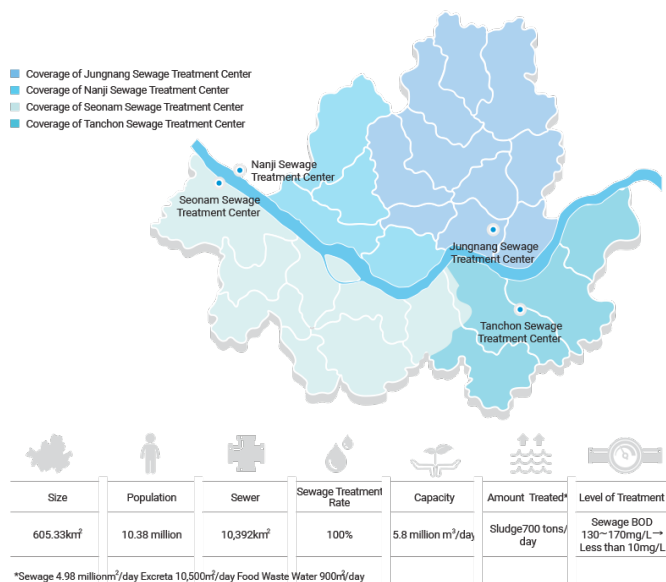 Coverage of Jungnang Sewage Treatment Center
Coverage of Nanji Sewage Treatment Center
Coverage of Seonam Sewage Treatment Center
Coverage of Tanchon Sewage Treatment Center
Nanji Sewage
Treatment Center
Seonam Sewage
Treatment Center
Jungnang Sewage
Treatment Center
Tanchon Sewage
Treatment Center
Size
Population
Sewer
Sewage Treatment
Rate
Capacity
Amount Treated*
Level of Treatment
605.33km²
10.38 million
10,392km²
100%
5.8 million m³/day
Sludge700 tons/
day
Sewage BOD
130~170mg/L→
Less than 10mg/L
*Sewage 4.98 millionm²/day Excreta 10,500m²/day Food Waste Water 900m²/day